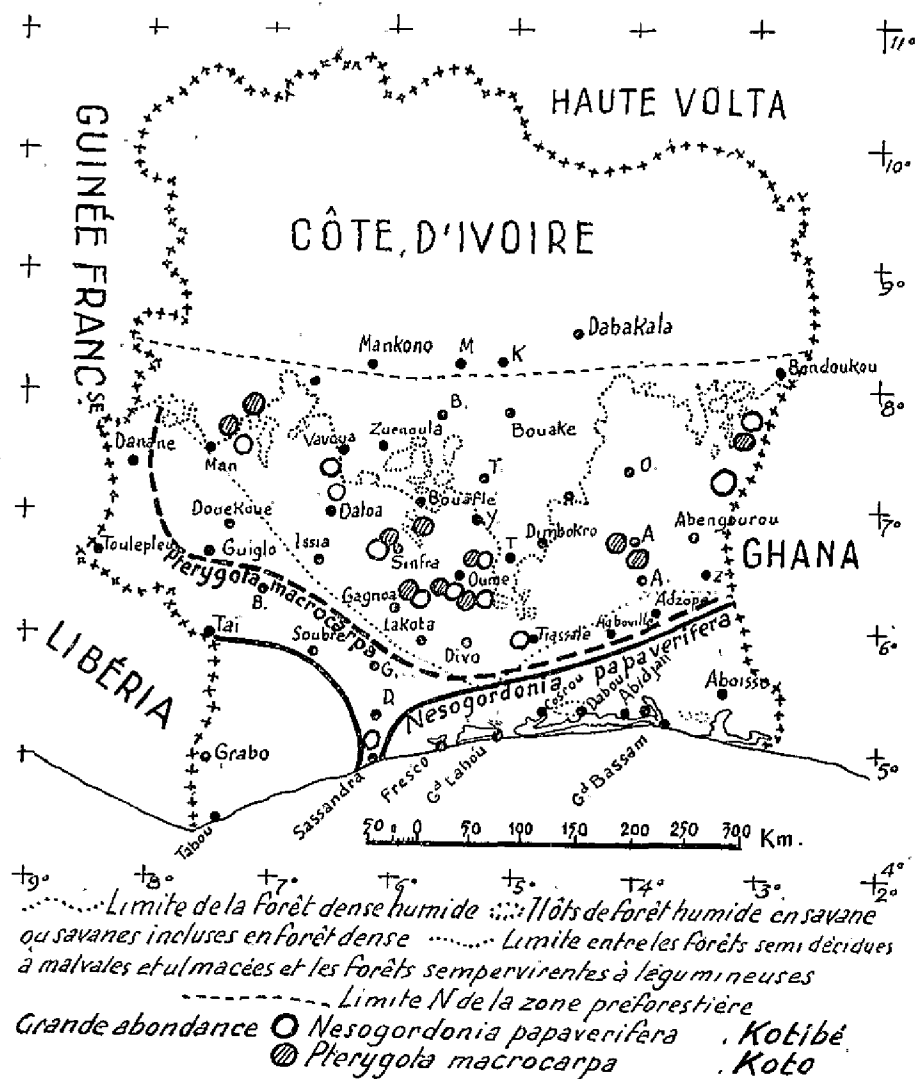 11°
HAUTE VOLTA
10°
GUINÉE FRANC.SE
CÔTE D'IVOIRE
9°
Dabakala
Mankono M K
Bondoukou
8°
B.
Bouake
Vavoua Zuenoula
Danane
Man
T. O.
Bouafle
Daloa
Y
Douekoue
Dimbokro
A
Abengourou
7°
Toulepleu
Guiglo
Issia
Sinfra
T
GHANA
Oume
Pterygota macrocarpa
B.
Gagnoa
A.
Z
Adzope
Lakota
Agboville
Tai
Soubre
Divo
Tiassale
6°
LIBÉRIA
G.
Nesogordonia papaverifera
D.
Cosrou
Dabou
Abidjan
Aboisso
Grabo
5°
Sassandra
Fresco
Gd Lahou
Gd Bassam
Tabou
50 0 50 100 150 200 250 300 Km.
4°
9° 8° 7° 6° 5° 4° 3° 2°
Limite de la forêt dense humide Ilôts de forêt humide en savane
ou savanes incluses en forêt dense Limite entre les forêts semi décidues
à malvales et ulmacées et les forêts sempervirentes à légumineuses
Limite N de la zone préforestière
Grande abondance Nesogordonia papaverifera . Kotibé
Pterygota macrocarpa . Koto